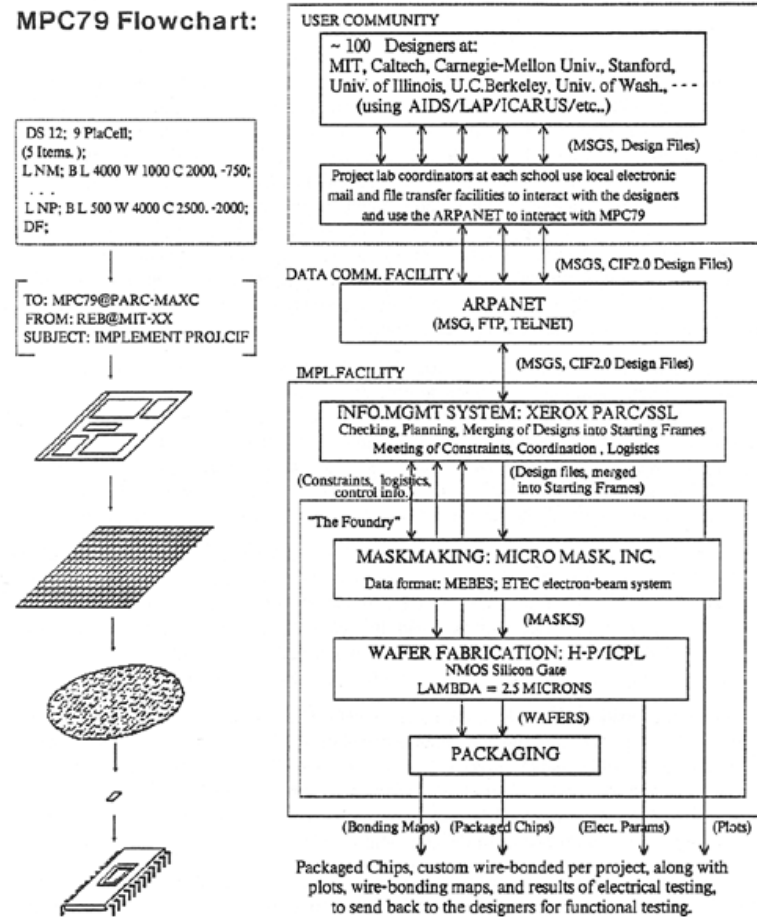 MPC79 Flowchart:
DS 12; 9 PlaCell;
(5 Items. );
L NM; B L 4000 W 1000 C 2000, -750;
. . .
L NP; B L 500 W 4000 C 2500. -2000;
DF;
TO: MPC79@PARC-MAXC
FROM: REB@MIT-XX
SUBJECT: IMPLEMENT PROJ.CIF
USER COMMUNITY
~ 100 Designers at:
MIT, Caltech, Carnegie-Mellon Univ., Stanford,
Univ. of Illinois, U.C.Berkeley, Univ. of Wash., - - -
(using AIDS/LAP/ICARUS/etc..)
(MSGS, Design Files)
Project lab coordinators at each school use local electronic
mail and file transfer facilities to interact with the designers
and use the ARPANET to interact with MPC79
(MSGS, CIF2.0 Design Files)
DATA COMM. FACILITY
ARPANET
(MSG, FTP, TELNET)
(MSGS, CIF2.0 Design Files)
IMPL.FACILITY
INFO.MGMT SYSTEM: XEROX PARC/SSL
Checking, Planning, Merging of Designs into Starting Frames
Meeting of Constraints, Coordination , Logistics
(Constraints, logistics,
control info.)
(Design files, merged
into Starting Frames)
"The Foundry"
MASKMAKING: MICRO MASK, INC.
Data format: MEBES; ETEC electron-beam system
(MASKS)
WAFER FABRICATION: H-P/ICPL
NMOS Silicon Gate
LAMBDA = 2.5 MICRONS
(WAFERS)
PACKAGING
(Bonding Maps) (Packaged Chips) (Elect. Params) (Plots)
Packaged Chips, custom wire-bonded per project, along with
plots, wire-bonding maps, and results of electrical testing,
to send back to the designers for functional testing.